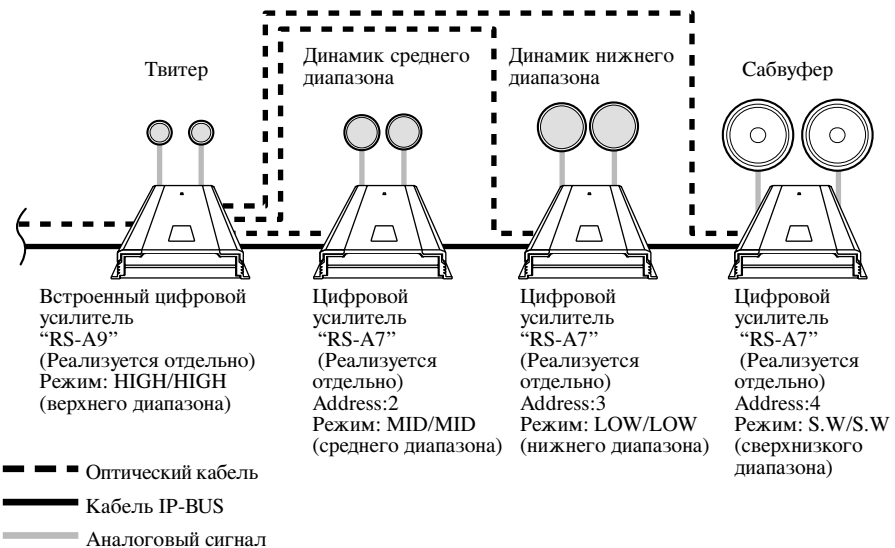 Твитер
Динамик среднего
диапазона
Динамик нижнего
диапазона
Сабвуфер
Встроенный цифровой
усилитель
“RS-A9”
(Реализуется отдельно)
Режим: HIGH/HIGH
(верхнего диапазона)
Цифровой
усилитель
“RS-A7”
(Реализуется
отдельно)
Address:2
Режим: MID/MID
(среднего диапазона)
Цифровой
усилитель
“RS-A7”
(Реализуется
отдельно)
Address:3
Режим: LOW/LOW
(нижнего диапазона)
Цифровой
усилитель
“RS-A7”
(Реализуется
отдельно)
Address:4
Режим: S.W/S.W
(сверхнизкого
диапазона)
Оптический кабель
Кабель IP-BUS
Аналоговый сигнал